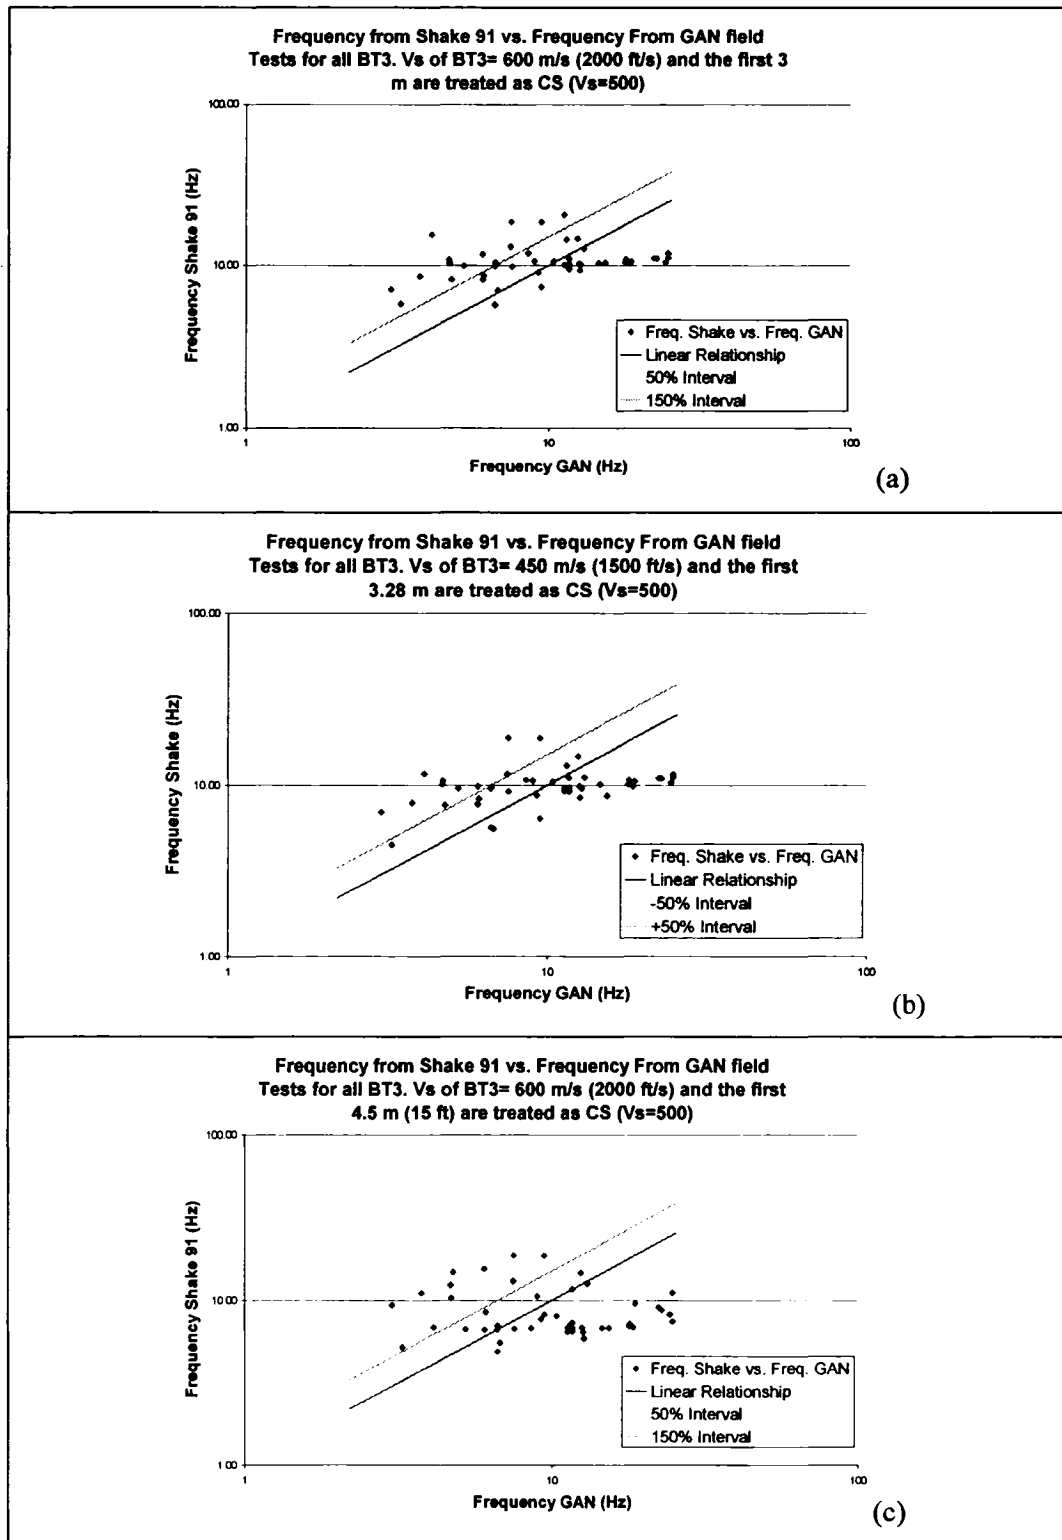 Frequency from Shake 91 vs. Frequency From GAN field
Tests for all BT3. Vs of BT3= 600 m/s (2000 ft/s) and the first 3
m are treated as CS (Vs=500)
100.00
Frequency Shake 91 (Hz)
10.00
Freq. Shake vs. Freq. GAN
Linear Relationship
50% Interval
150% Interval
1.00
1
10
100
Frequency GAN (Hz)
(a)
Frequency from Shake 91 vs. Frequency From GAN field
Tests for all BT3. Vs of BT3= 450 m/s (1500 ft/s) and the first
3.28 m are treated as CS (Vs=500)
100.00
Frequency Shake (Hz)
10.00
Freq. Shake vs. Freq. GAN
Linear Relationship
-50% Interval
+50% Interval
1.00
1
10
100
Frequency GAN (Hz)
(b)
Frequency from Shake 91 vs. Frequency From GAN field
Tests for all BT3. Vs of BT3= 600 m/s (2000 ft/s) and the first
4.5 m (15 ft) are treated as CS (Vs=500)
100.00
Frequency Shake 91 (Hz)
10.00
Freq. Shake vs. Freq. GAN
Linear Relationship
50% Interval
150% Interval
1.00
1
10
100
Frequency GAN (Hz)
(c)